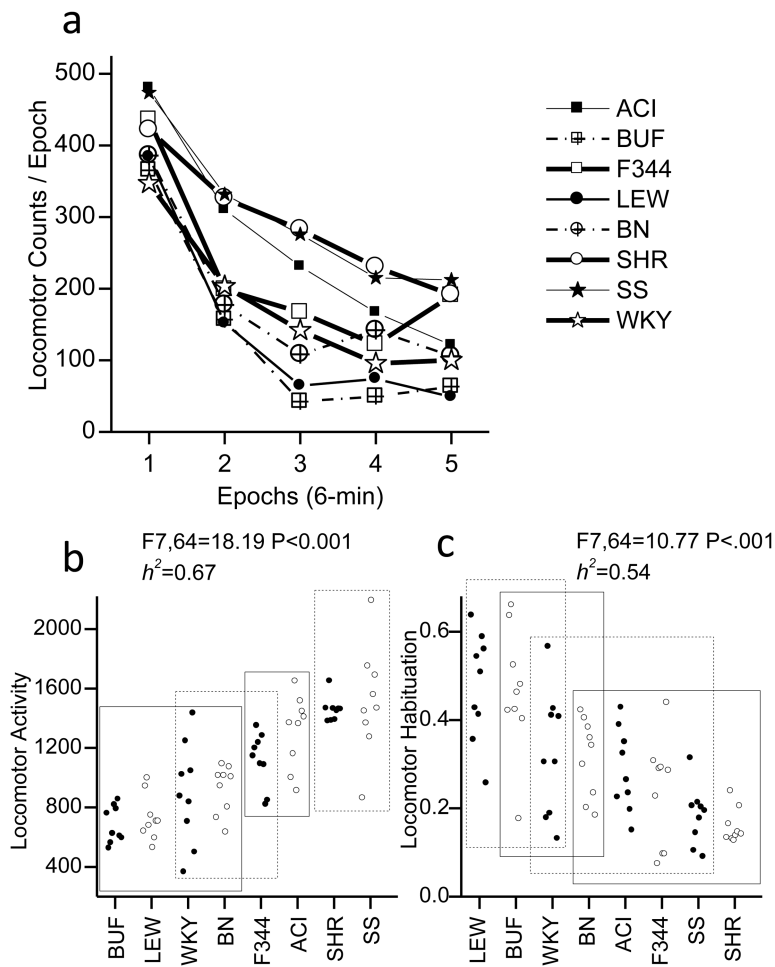 a
500
400
300
200
100
0
Locomotor Counts / Epoch
1 2 3 4 5
Epochs (6-min)
ACI
BUF
F344
LEW
BN
SHR
SS
WKY
b
F7,64=18.19 P<0.001
h²=0.67
2000
1600
1200
800
400
Locomotor Activity
BUF LEW WKY BN F344 ACI SHR SS
c
F7,64=10.77 P<.001
h²=0.54
0.6
0.4
0.2
0.0
Locomotor Habituation
LEW BUF WKY BN ACI F344 SS SHR